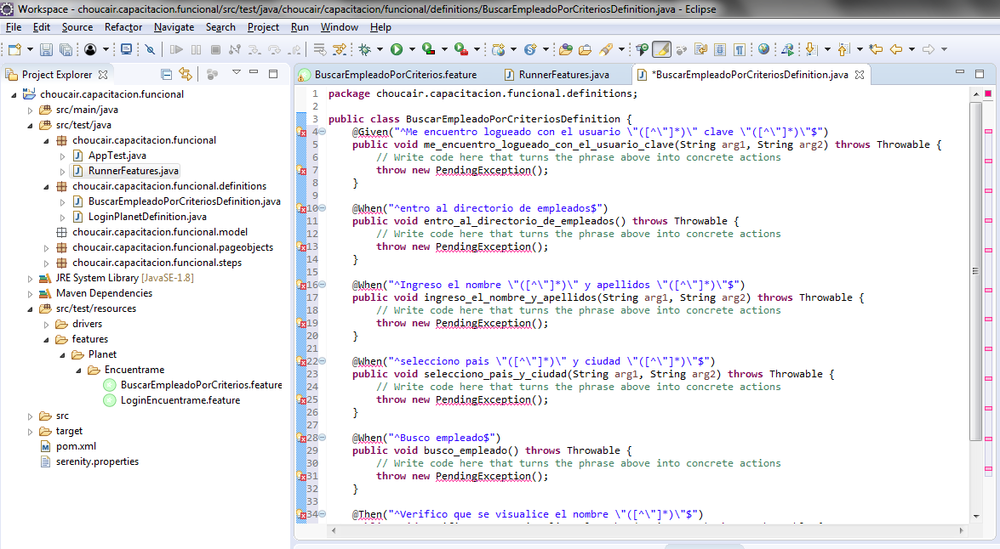 Workspace - choucair.capacitacion.funcional/src/test/java/choucair/capacitacion/funcional/definitions/BuscarEmpleadoPorCriteriosDefinition.java - Eclipse
File Edit Source Refactor Navigate Search Project Run Window Help
Project Explorer
choucair.capacitacion.funcional
src/main/java
src/test/java
choucair.capacitacion.funcional
AppTest.java
RunnerFeatures.java
choucair.capacitacion.funcional.definitions
BuscarEmpleadoPorCriteriosDefinition.java
LoginPlanetDefinition.java
choucair.capacitacion.funcional.model
choucair.capacitacion.funcional.pageobjects
choucair.capacitacion.funcional.steps
JRE System Library [JavaSE-1.8]
Maven Dependencies
src/test/resources
drivers
features
Planet
Encuentrame
BuscarEmpleadoPorCriterios.feature
LoginEncuentrame.feature
src
target
pom.xml
serenity.properties
BuscarEmpleadoPorCriterios.feature RunnerFeatures.java *BuscarEmpleadoPorCriteriosDefinition.java
1 package choucair.capacitacion.funcional.definitions;
2
3 public class BuscarEmpleadoPorCriteriosDefinition {
4 @Given("^Me encuentro logueado con el usuario \"([^\"]*)\" clave \"([^\"]*)\"$")
5 public void me_encuentro_logueado_con_el_usuario_clave(String arg1, String arg2) throws Throwable {
6 // Write code here that turns the phrase above into concrete actions
7 throw new PendingException();
8 }
9
10 @When("^entro al directorio de empleados$")
11 public void entro_al_directorio_de_empleados() throws Throwable {
12 // Write code here that turns the phrase above into concrete actions
13 throw new PendingException();
14 }
15
16 @When("^Ingreso el nombre \"([^\"]*)\" y apellidos \"([^\"]*)\"$")
17 public void ingreso_el_nombre_y_apellidos(String arg1, String arg2) throws Throwable {
18 // Write code here that turns the phrase above into concrete actions
19 throw new PendingException();
20 }
21
22 @When("^selecciono pais \"([^\"]*)\" y ciudad \"([^\"]*)\"$")
23 public void selecciono_pais_y_ciudad(String arg1, String arg2) throws Throwable {
24 // Write code here that turns the phrase above into concrete actions
25 throw new PendingException();
26 }
27
28 @When("^Busco empleado$")
29 public void busco_empleado() throws Throwable {
30 // Write code here that turns the phrase above into concrete actions
31 throw new PendingException();
32 }
33
34 @Then("^Verifico que se visualice el nombre \"([^\"]*)\"$")